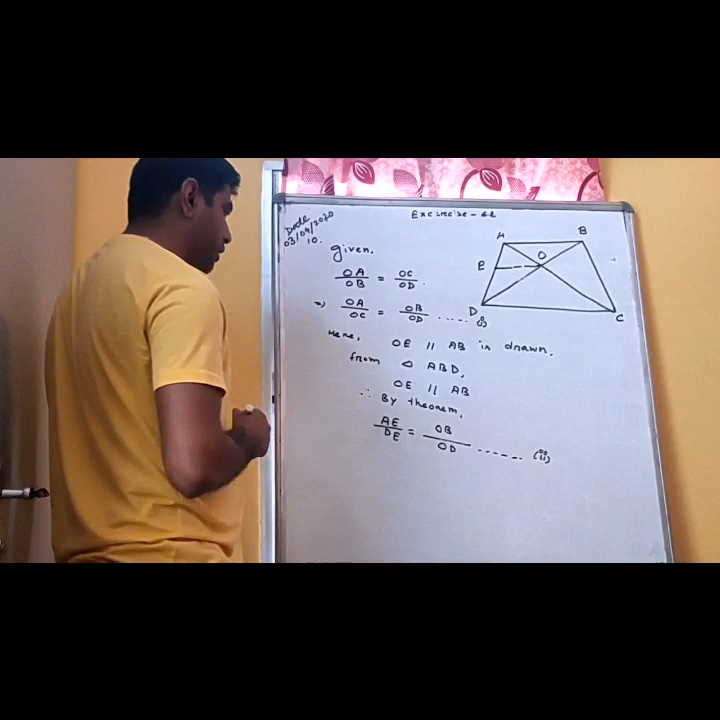 Excercise-6.2
Date
03/04/2020
10.
given,
OA/OB = OC/OD.
=> OA/OC = OB/OD ..... (i)
Here, OE || AB is drawn.
from △ ABD,
OE || AB
∴ By theorem,
AE/DE = OB/OD ...... (ii)
A
B
E
O
D
C